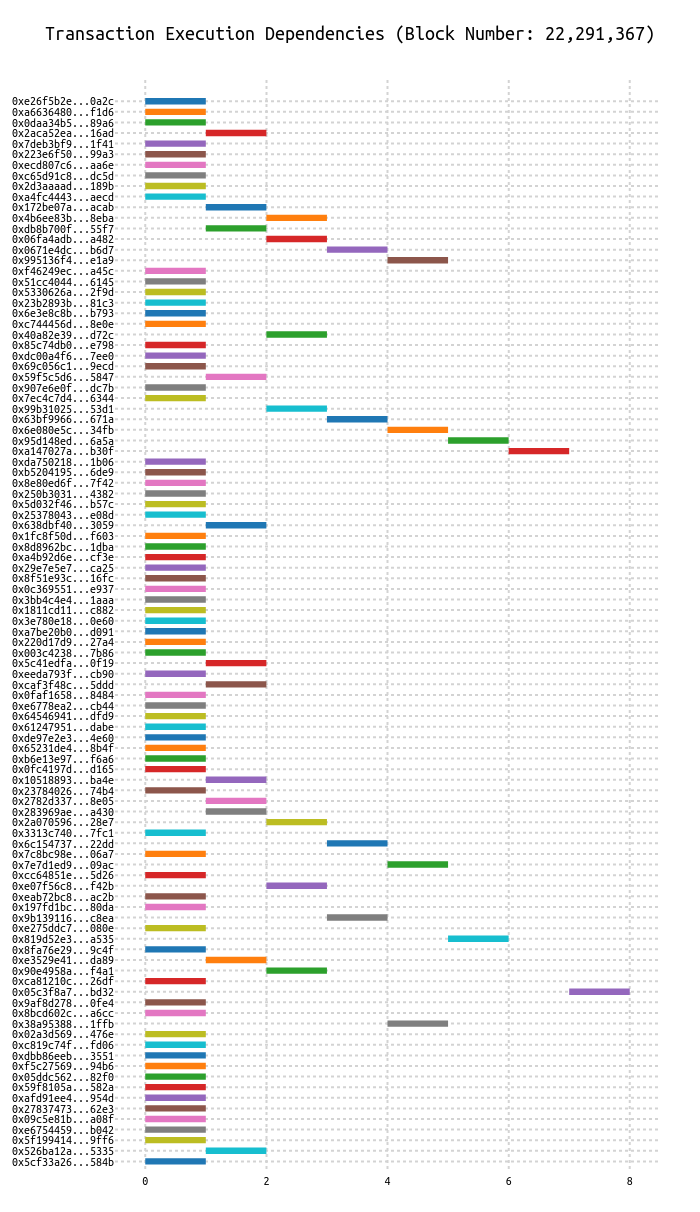 Transaction Execution Dependencies (Block Number: 22,291,367)
0xe26f5b2e...0a2c
0xa6636480...f1d6
0x0daa34b5...89a6
0x2aca52ea...16ad
0x7deb3bf9...1f41
0x223e6f50...99a3
0xecd807c6...aa6e
0xc65d91c8...dc5d
0x2d3aaaad...189b
0xa4fc4443...aecd
0x172be07a...acab
0x4b6ee83b...8eba
0xdb8b700f...55f7
0x06fa4adb...a482
0x0671e4dc...b6d7
0x995136f4...e1a9
0xf46249ec...a45c
0x51cc4044...6145
0x5330626a...2f9d
0x23b2893b...81c3
0x6e3e8c8b...b793
0xc744456d...8e0e
0x40a82e39...d72c
0x85c74db0...e798
0xdc00a4f6...7ee0
0x69c056c1...9ecd
0x59f5c5d6...5847
0x907e6e0f...dc7b
0x7ec4c7d4...6344
0x99b31025...53d1
0x63bf9966...671a
0x6e080e5c...34fb
0x95d148ed...6a5a
0xa147027a...b30f
0xda750218...1b06
0xb5204195...6de9
0x8e80ed6f...7f42
0x250b3031...4382
0x5d032f46...b57c
0x25378043...e08d
0x638dbf40...3059
0x1fc8f50d...f603
0x8d8962bc...1dba
0xa4b92d6e...cf3e
0x29e7e5e7...ca25
0x8f51e93c...16fc
0x0c369551...e937
0x3bb4c4e4...1aaa
0x1811cd11...c882
0x3e780e18...0e60
0xa7be20b0...d091
0x220d17d9...27a4
0x003c4238...7b86
0x5c41edfa...0f19
0xeeda793f...cb90
0xcaf3f48c...5ddd
0x0faf1658...8484
0xe6778ea2...cb44
0x64546941...dfd9
0x61247951...dabe
0xde97e2e3...4e60
0x65231de4...8b4f
0xb6e13e97...f6a6
0x0fc4197d...d165
0x10518893...ba4e
0x23784026...74b4
0x2782d337...8e05
0x283969ae...a430
0x2a070596...28e7
0x3313c740...7fc1
0x6c154737...22dd
0x7c8bc98e...06a7
0x7e7d1ed9...09ac
0xcc64851e...5d26
0xe07f56c8...f42b
0xeab72bc8...ac2b
0x197fd1bc...80da
0x9b139116...c8ea
0xe275ddc7...080e
0x819d52e3...a535
0x8fa76e29...9c4f
0xe3529e41...da89
0x90e4958a...f4a1
0xca81210c...26df
0x05c3f8a7...bd32
0x9af8d278...0fe4
0x8bcd602c...a6cc
0x38a95388...1ffb
0x02a3d569...476e
0xc819c74f...fd06
0xdbb86eeb...3551
0xf5c27569...94b6
0x05ddc562...82f0
0x59f8105a...582a
0xafd91ee4...954d
0x27837473...62e3
0x09c5e81b...a08f
0xe6754459...b042
0x5f199414...9ff6
0x526ba12a...5335
0x5cf33a26...584b
0 2 4 6 8